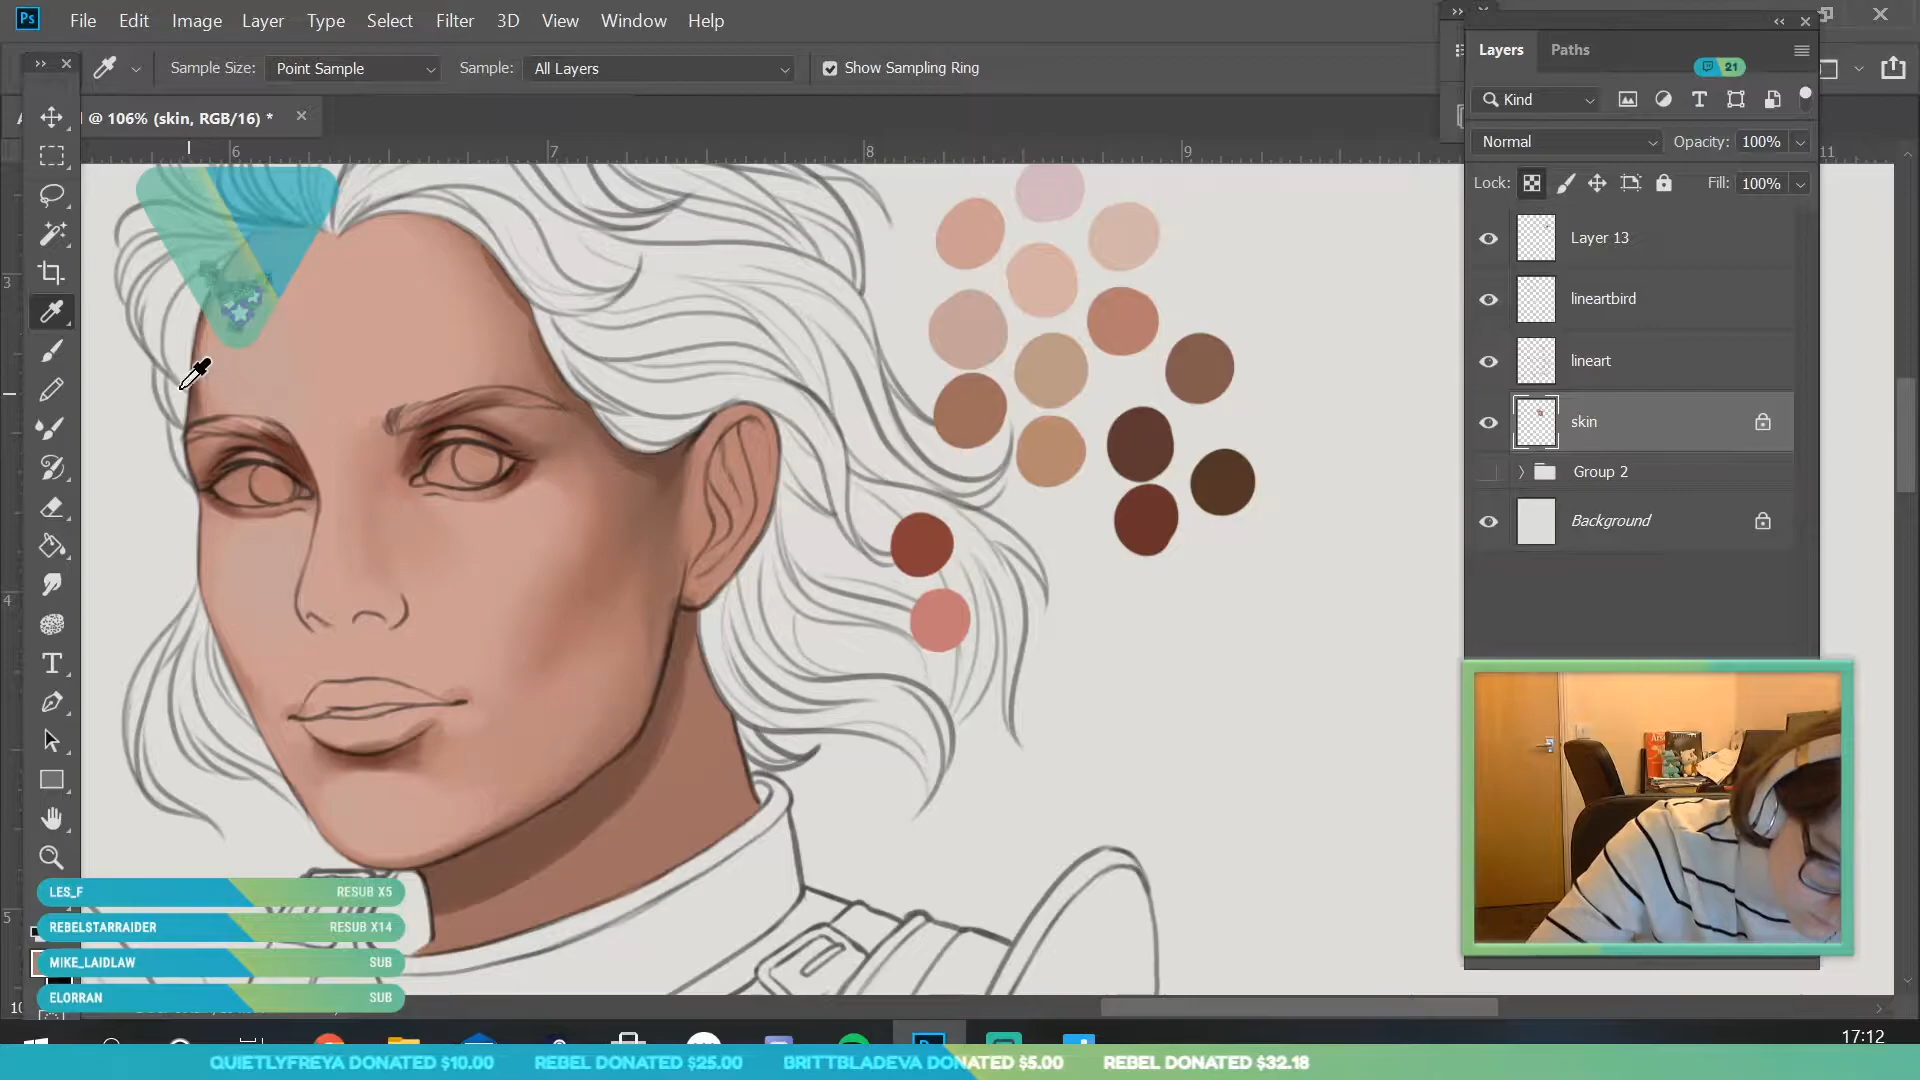 Ps File Edit Image Layer Type Select Filter 3D View Window Help
Sample Size: Point Sample Sample: All Layers Show Sampling Ring
@ 106% (skin, RGB/16) *
6 7 8 9 11
3
4
5
Layers Paths
21
Kind
Normal Opacity: 100%
Lock: Fill: 100%
Layer 13
lineartbird
lineart
skin
Group 2
Background
LES_F RESUB X5
REBELSTARRAIDER RESUB X14
MIKE_LAIDLAW SUB
ELORRAN SUB
17:12
QUIETLYFREYA DONATED $10.00 REBEL DONATED $25.00 BRITTBLADEVA DONATED $5.00 REBEL DONATED $32.18